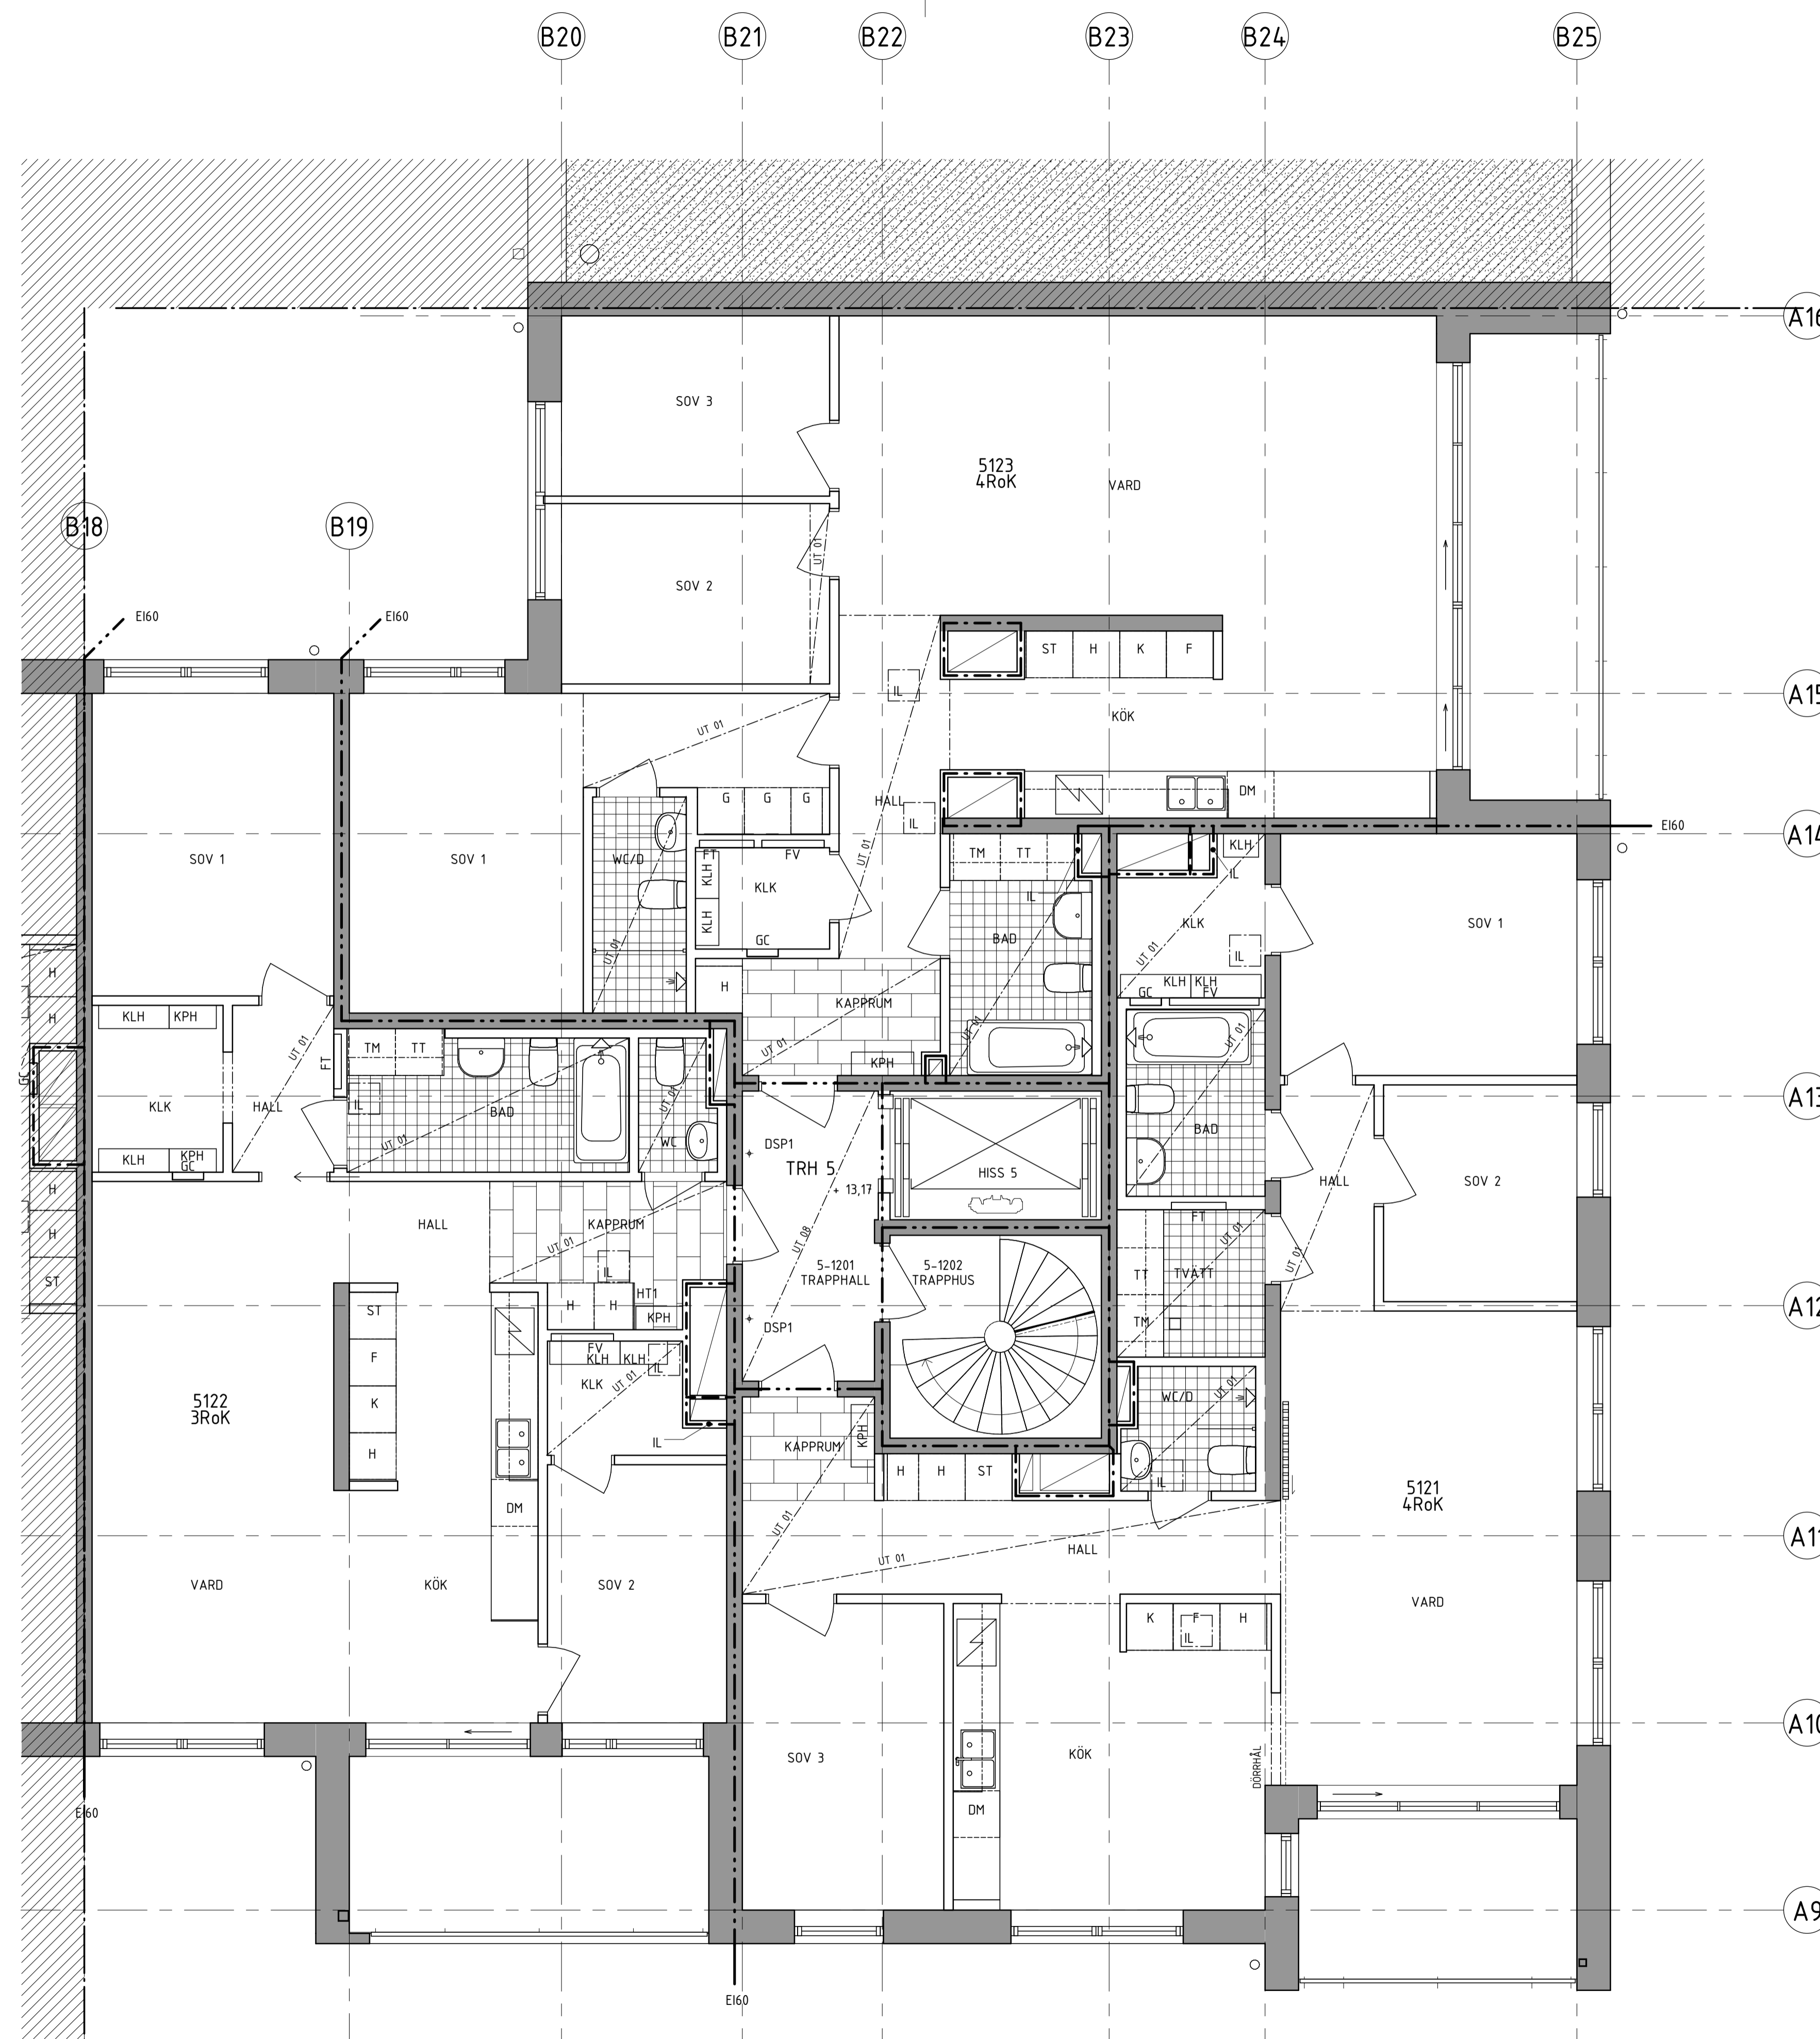 B20
B21
B22
B23
B24
B25
A16
SOV 3
5123
4RoK
VARD
B18
B19
UT 01
SOV 2
EI60
EI60
ST
H
K
F
IL
A15
UT 01
KÖK
G
G
G
HALL
IL
DM
EI60
A14
SOV 1
SOV 1
WC/D
FT
FV
KLH
KLK
KLH
GC
UT 01
UT 01
TM
TT
IL
BAD
KLH
IL
KLK
UT 01
IL
SOV 1
H
H
KLH
KPH
H
KAPPRUM
UT 01
KPH
UT 01
KLH
KLH
GC
FV
UT 01
UT 01
FT
TM
TT
IL
BAD
UT 01
UT 01
WC
GC
KLK
HALL
KLH
KPH
GC
DSP1
TRH 5
+ 13,17
HISS 5
BAD
A13
HALL
SOV 2
H
H
ST
HALL
KAPPRUM
UT 01
IL
UT 08
5-1201
TRAPPHALL
5-1202
TRAPPHUS
FT
UT 01
TT
TVÄTT
TM
UT 01
A12
H
H
HT1
KPH
DSP1
ST
F
K
H
FV
KLH
KLH
IL
KLK
UT 01
IL
5122
3RoK
KAPPRUM
KPH
UT 01
H
H
ST
WC/D
UT 01
IL
5121
4RoK
DM
A11
UT 01
HALL
VARD
KÖK
SOV 2
VARD
K
F
H
IL
A10
SOV 3
KÖK
DÖRRHÅL
DM
EI60
A9
EI60